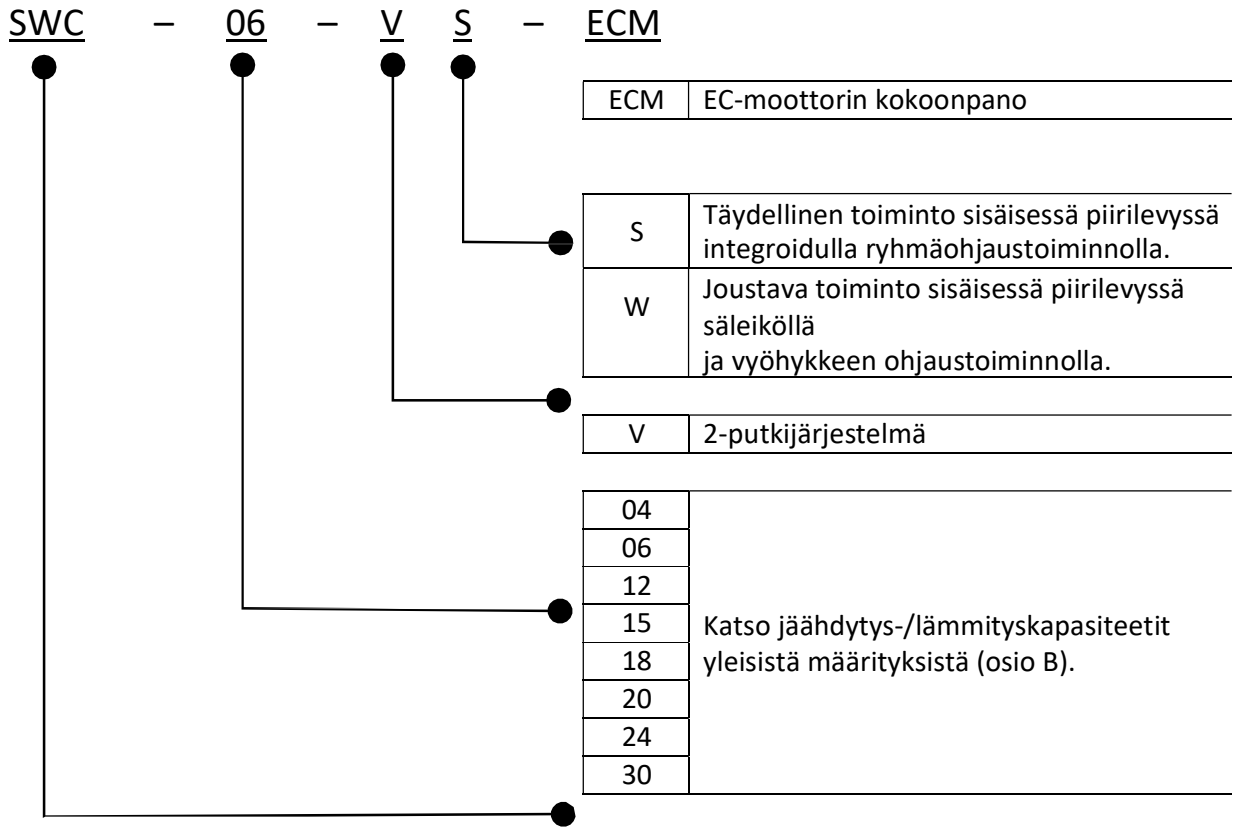 SWC – 06 – V S – ECM
ECM EC-moottorin kokoonpano
S Täydellinen toiminto sisäisessä piirilevyssä
integroidulla ryhmäohjaustoiminnolla.
W Joustava toiminto sisäisessä piirilevyssä
säleiköllä
ja vyöhykkeen ohjaustoiminnolla.
V 2-putkijärjestelmä
04
06
12
15
18
20
24
30
Katso jäähdytys-/lämmityskapasiteetit
yleisistä määrityksistä (osio B).